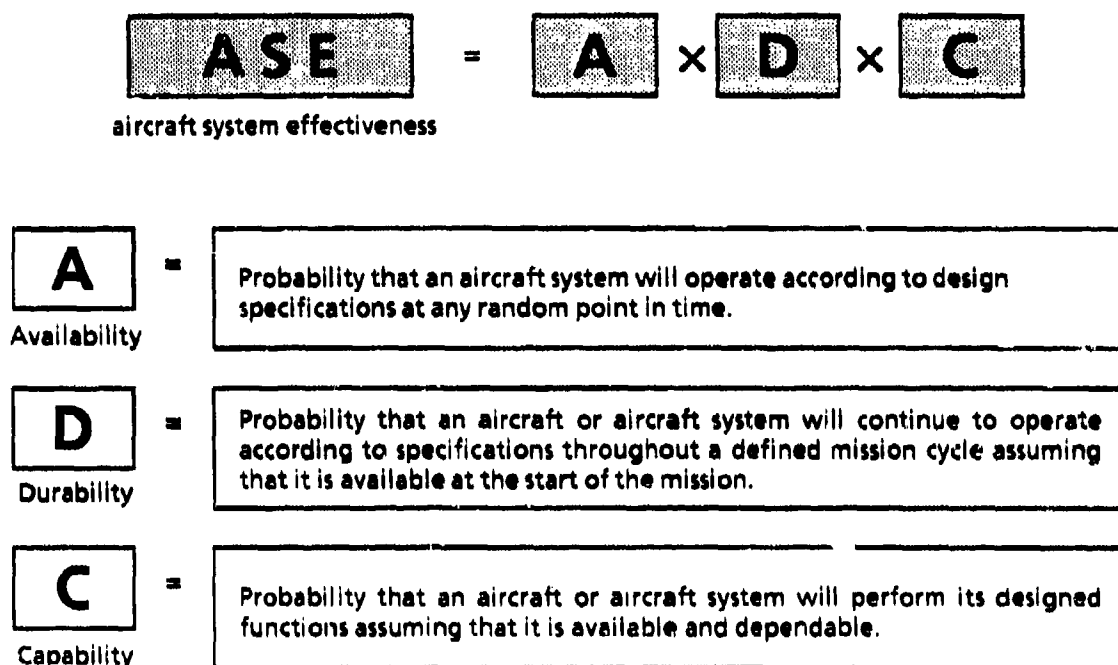 ASE = A × D × C
aircraft system effectiveness
A = Probability that an aircraft system will operate according to design
specifications at any random point in time.
Availability
D = Probability that an aircraft or aircraft system will continue to operate
according to specifications throughout a defined mission cycle assuming
that it is available at the start of the mission.
Durability
C = Probability that an aircraft or aircraft system will perform its designed
functions assuming that it is available and dependable.
Capability